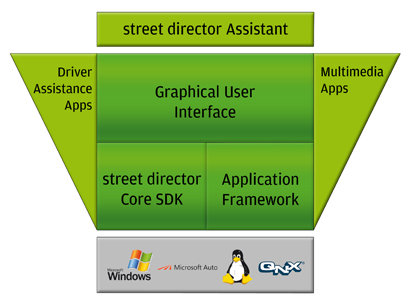 street director Assistant
Driver
Assistance
Apps
Graphical User
Interface
Multimedia
Apps
street director
Core SDK
Application
Framework
Microsoft
Windows
Microsoft Auto
QNX